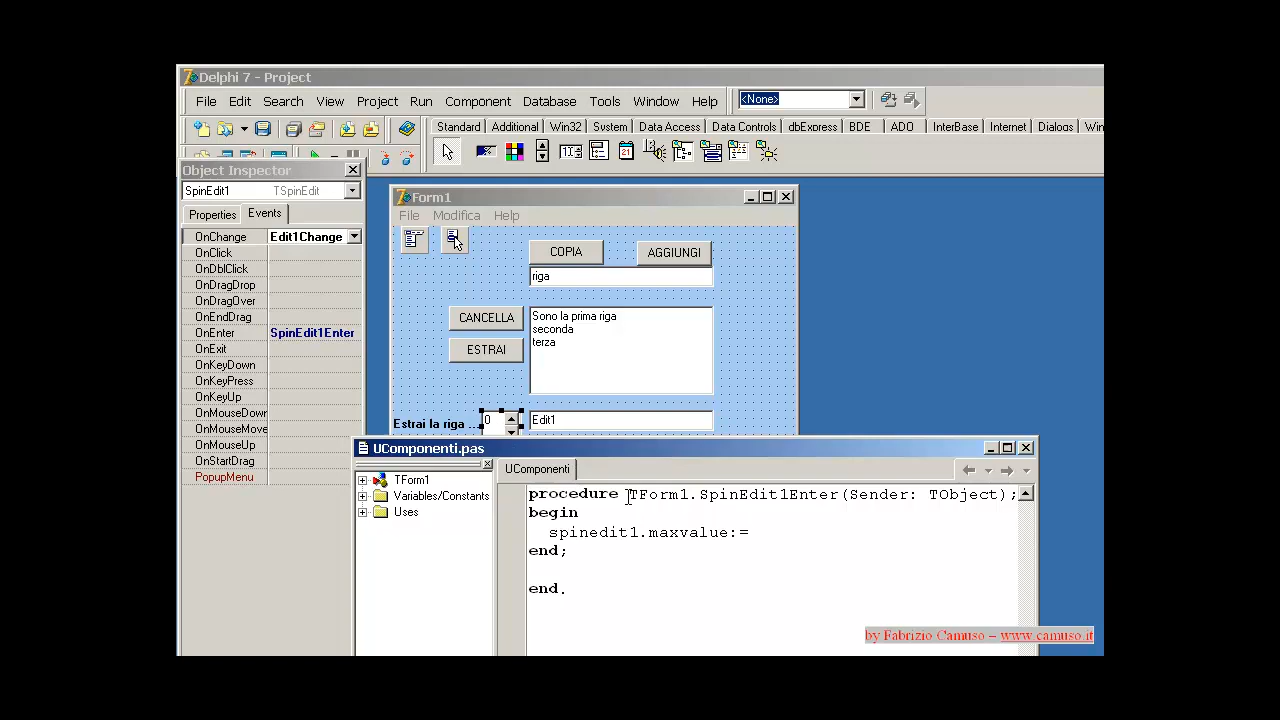 Delphi 7 - Project
File Edit Search View Project Run Component Database Tools Window Help
<None>
Standard Additional Win32 System Data Access Data Controls dbExpress BDE ADO InterBase Internet Dialogs Win
Object Inspector
SpinEdit1 TSpinEdit
Properties Events
OnChange Edit1Change
OnClick
OnDblClick
OnDragDrop
OnDragOver
OnEndDrag
OnEnter SpinEdit1Enter
OnExit
OnKeyDown
OnKeyPress
OnKeyUp
OnMouseDown
OnMouseMove
OnMouseUp
OnStartDrag
PopupMenu
Form1
File Modifica Help
COPIA AGGIUNGI
riga
CANCELLA
ESTRAI
Sono la prima riga
seconda
terza
Estrai la riga ... 0 Edit1
UComponenti.pas
TForm1
Variables/Constants
Uses
UComponenti
procedure TForm1.SpinEdit1Enter(Sender: TObject);
begin
spinedit1.maxvalue:=
end;
end.
by Fabrizio Camuso – www.camuso.it